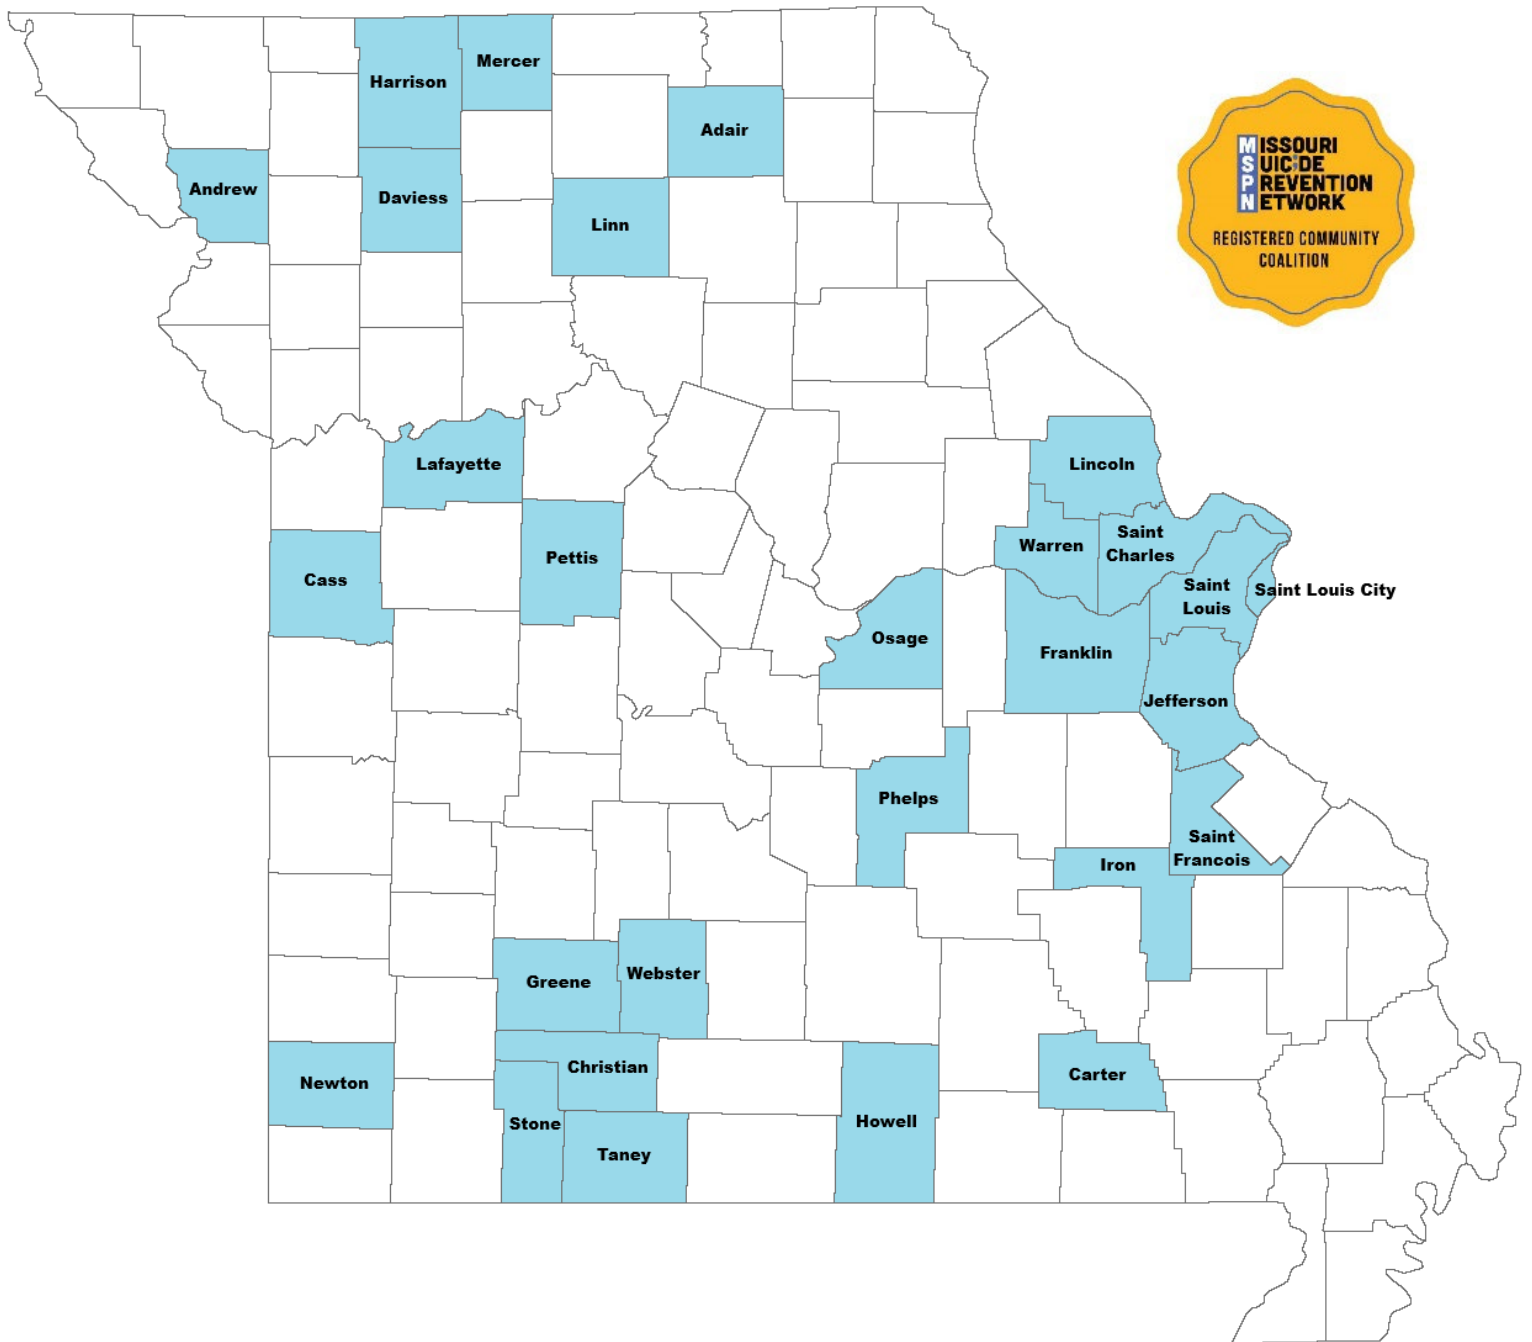 Mercer
Harrison
Adair
Andrew
Daviess
Linn
MISSOURI
SUIC;DE
PREVENTION
NETWORK
REGISTERED COMMUNITY
COALITION
Lafayette
Lincoln
Pettis
Cass
Warren
Saint
Charles
Saint
Louis
Saint Louis City
Osage
Franklin
Jefferson
Phelps
Saint
Francois
Iron
Greene
Webster
Christian
Newton
Stone
Taney
Howell
Carter